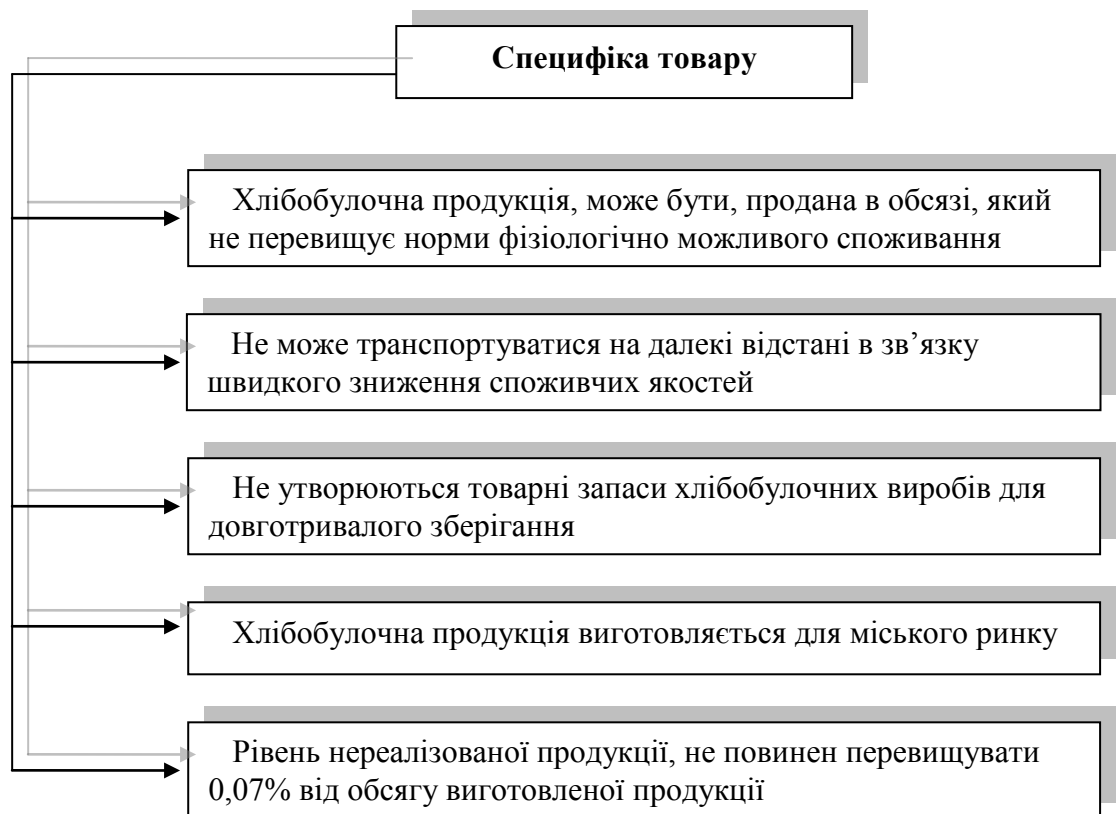 Специфіка товару
Хлібобулочна продукція, може бути, продана в обсязі, який
не перевищує норми фізіологічно можливого споживання
Не може транспортуватися на далекі відстані в зв’язку
швидкого зниження споживчих якостей
Не утворюються товарні запаси хлібобулочних виробів для
довготривалого зберігання
Хлібобулочна продукція виготовляється для міського ринку
Рівень нереалізованої продукції, не повинен перевищувати
0,07% від обсягу виготовленої продукції